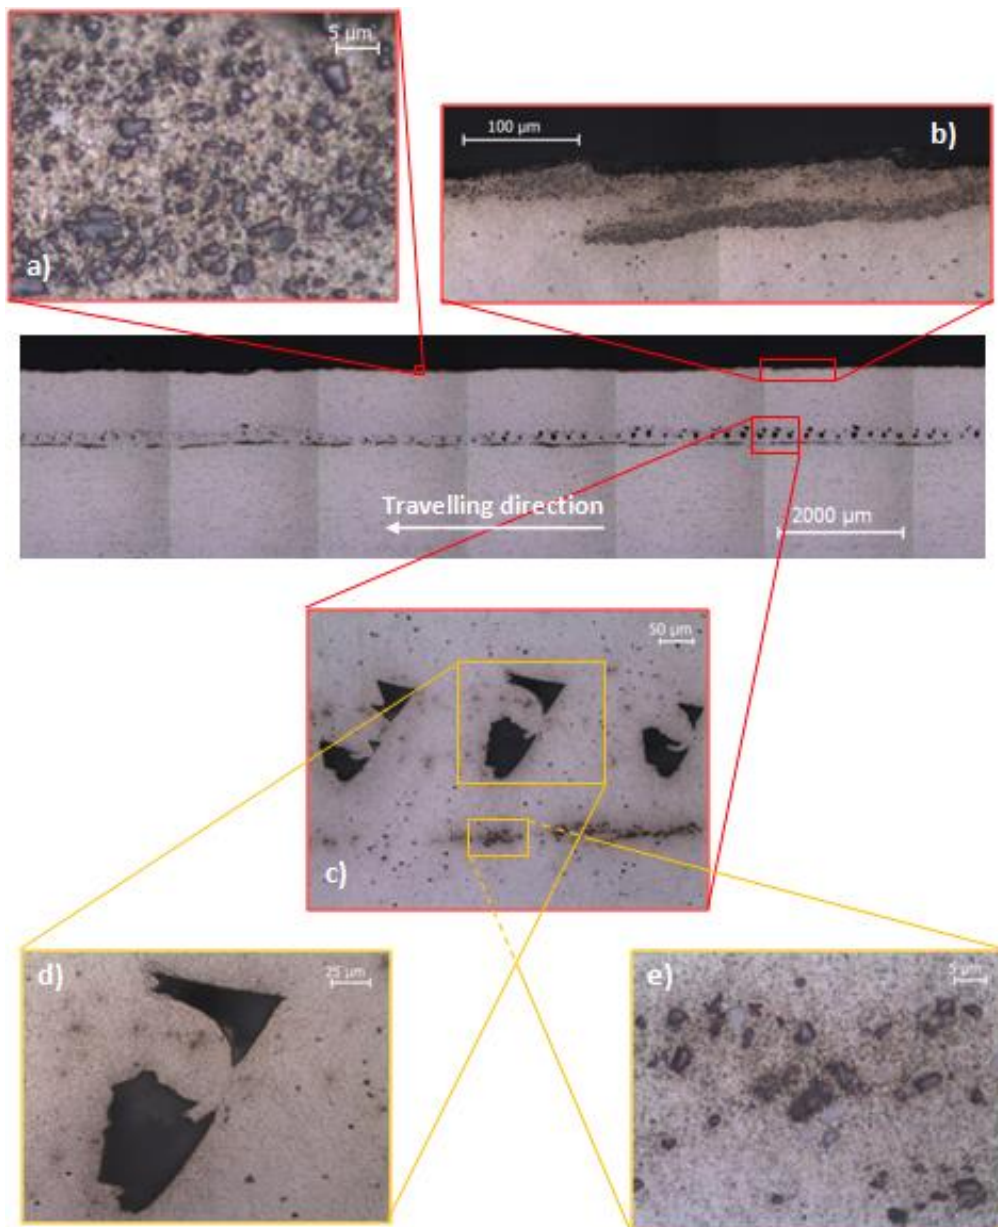 5 µm
a)
100 µm
b)
Travelling direction
2000 µm
50 µm
c)
d)
25 µm
e)
5 µm